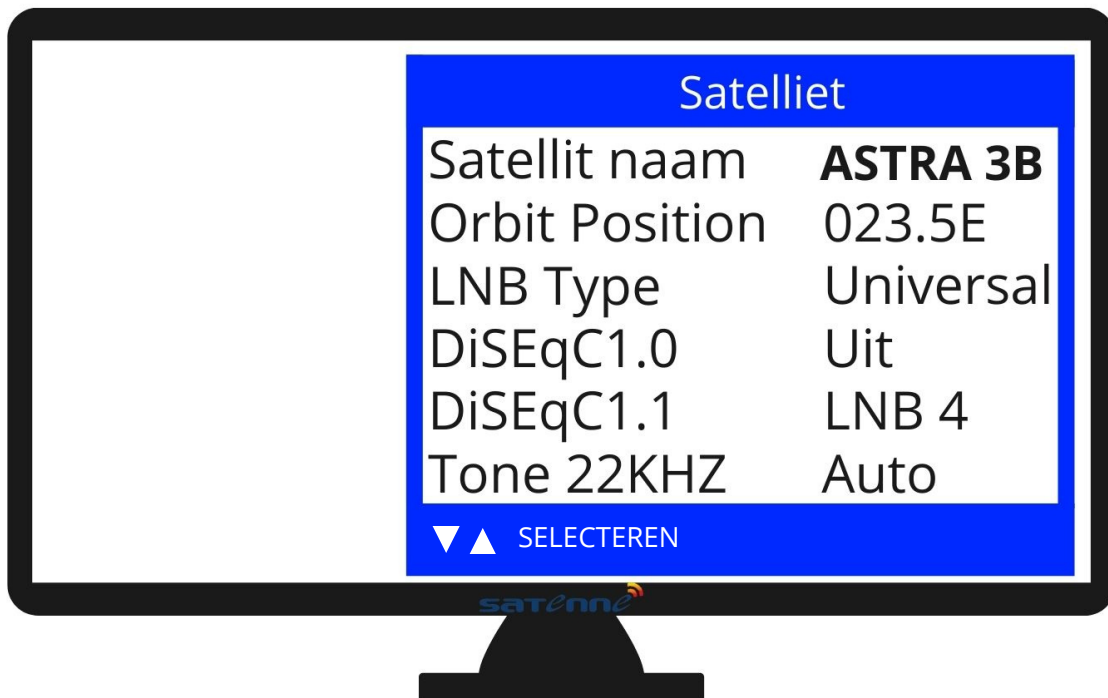 Satelliet
Satellit naam ASTRA 3B
Orbit Position 023.5E
LNB Type Universal
DiSEqC1.0 Uit
DiSEqC1.1 LNB 4
Tone 22KHZ Auto
▼▲ SELECTEREN
satenne